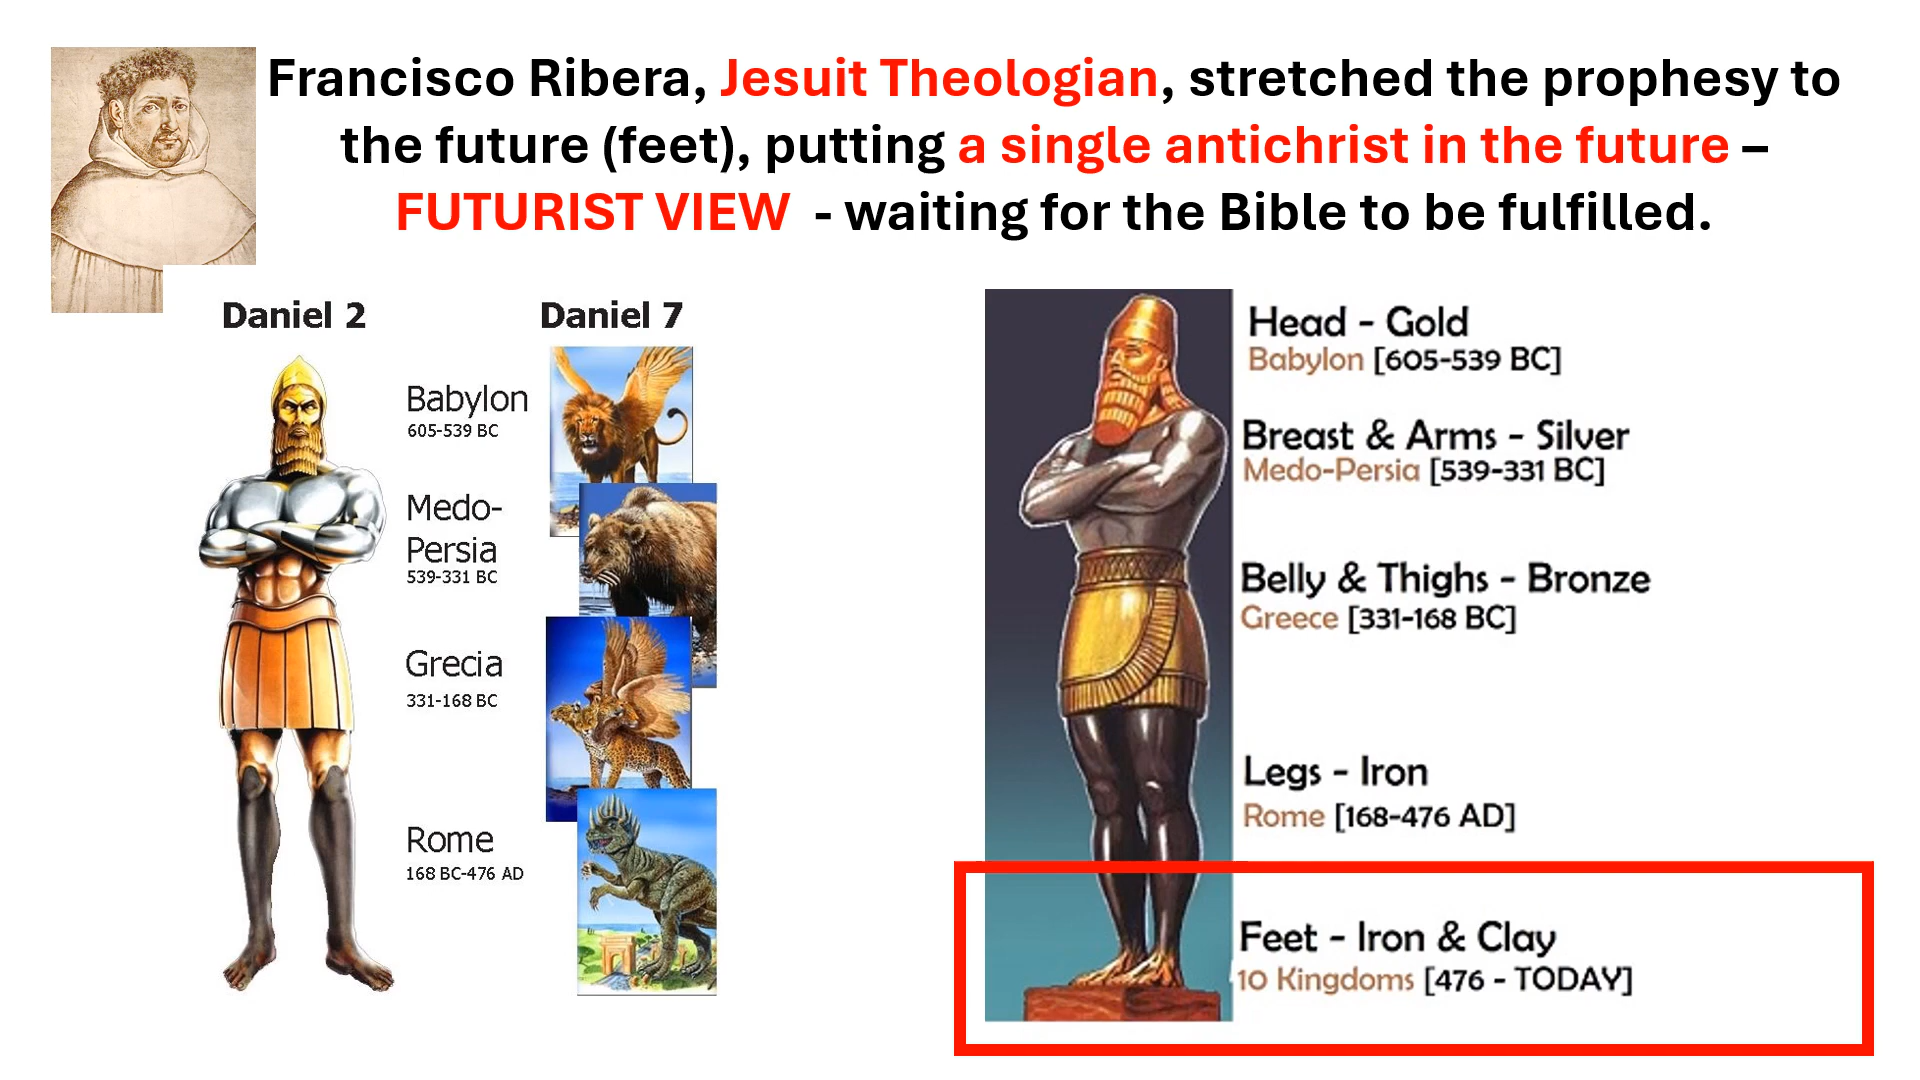 Francisco Ribera, Jesuit Theologian, stretched the prophesy to
the future (feet), putting a single antichrist in the future –
FUTURIST VIEW - waiting for the Bible to be fulfilled.
Daniel 2
Daniel 7
Babylon
605-539 BC
Medo-
Persia
539-331 BC
Grecia
331-168 BC
Rome
168 BC-476 AD
Head - Gold
Babylon [605-539 BC]
Breast & Arms - Silver
Medo-Persia [539-331 BC]
Belly & Thighs - Bronze
Greece [331-168 BC]
Legs - Iron
Rome [168-476 AD]
Feet - Iron & Clay
10 Kingdoms [476 - TODAY]